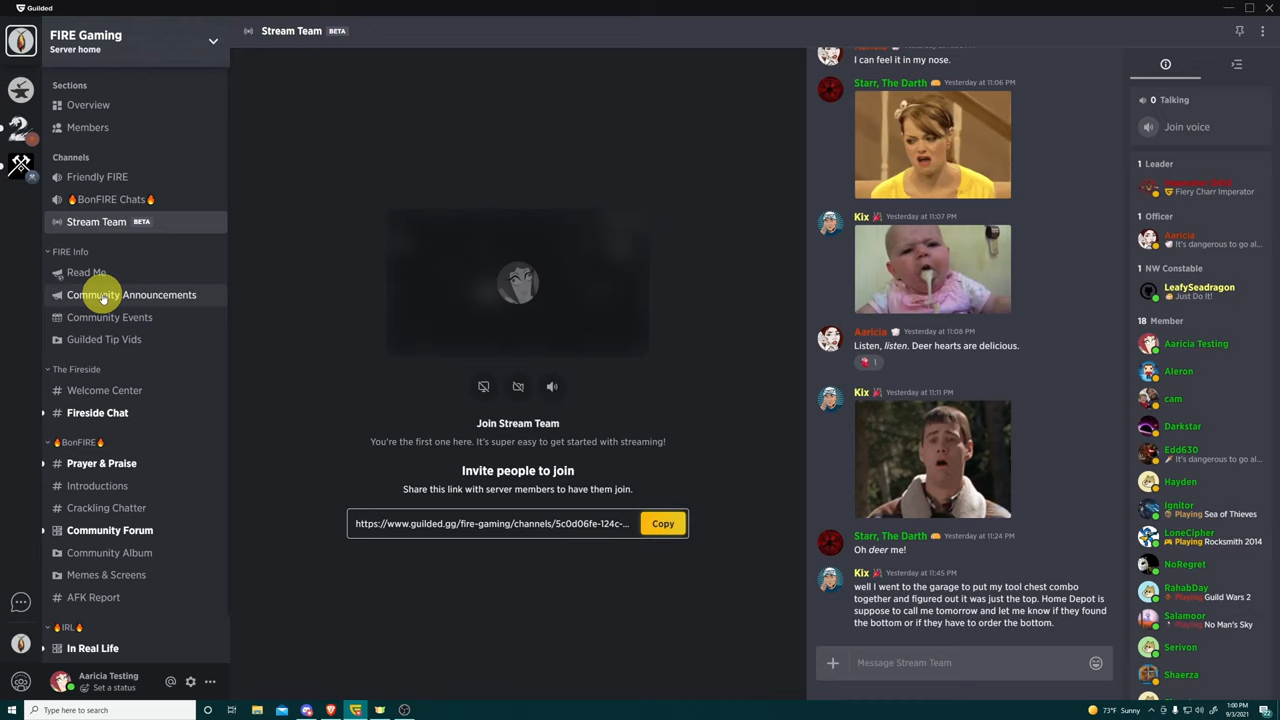 Guilded
FIRE Gaming
Server home
Sections
Overview
Members
Channels
Friendly FIRE
🔥BonFIRE Chats🔥
Stream Team BETA
FIRE Info
Read Me
Community Announcements
Community Events
Guilded Tip Vids
The Fireside
Welcome Center
Fireside Chat
🔥BonFIRE🔥
Prayer & Praise
Introductions
Crackling Chatter
Community Forum
Community Album
Memes & Screens
AFK Report
🔥IRL🔥
In Real Life
Aaricia Testing
Set a status
Stream Team BETA
Join Stream Team
You're the first one here. It's super easy to get started with streaming!
Invite people to join
Share this link with server members to have them join.
https://www.guilded.gg/fire-gaming/channels/5c0d06fe-124c-... Copy
I can feel it in my nose.
Starr, The Darth Yesterday at 11:06 PM
Kix Yesterday at 11:07 PM
Aaricia Yesterday at 11:08 PM
Listen, listen. Deer hearts are delicious.
1
Kix Yesterday at 11:11 PM
Starr, The Darth Yesterday at 11:24 PM
Oh deer me!
Kix Yesterday at 11:45 PM
well I went to the garage to put my tool chest combo
together and figured out it was just the top. Home Depot is
suppose to call me tomorrow and let me know if they found
the bottom or if they have to order the bottom.
Message Stream Team
0 Talking
Join voice
1 Leader
Fiery Charr Imperator
1 Officer
Aaricia
It's dangerous to go al...
1 NW Constable
LeafySeadragon
Just Do It!
18 Member
Aaricia Testing
Aleron
cam
Darkstar
Edd630
It's dangerous to go al...
Hayden
Ignitor
Playing Sea of Thieves
LoneCipher
Playing Rocksmith 2014
NoRegret
RahabDay
Playing Guild Wars 2
Salamoor
Playing No Man's Sky
Serivon
Shaerza
Type here to search
73°F Sunny
1:00 PM
9/3/2021